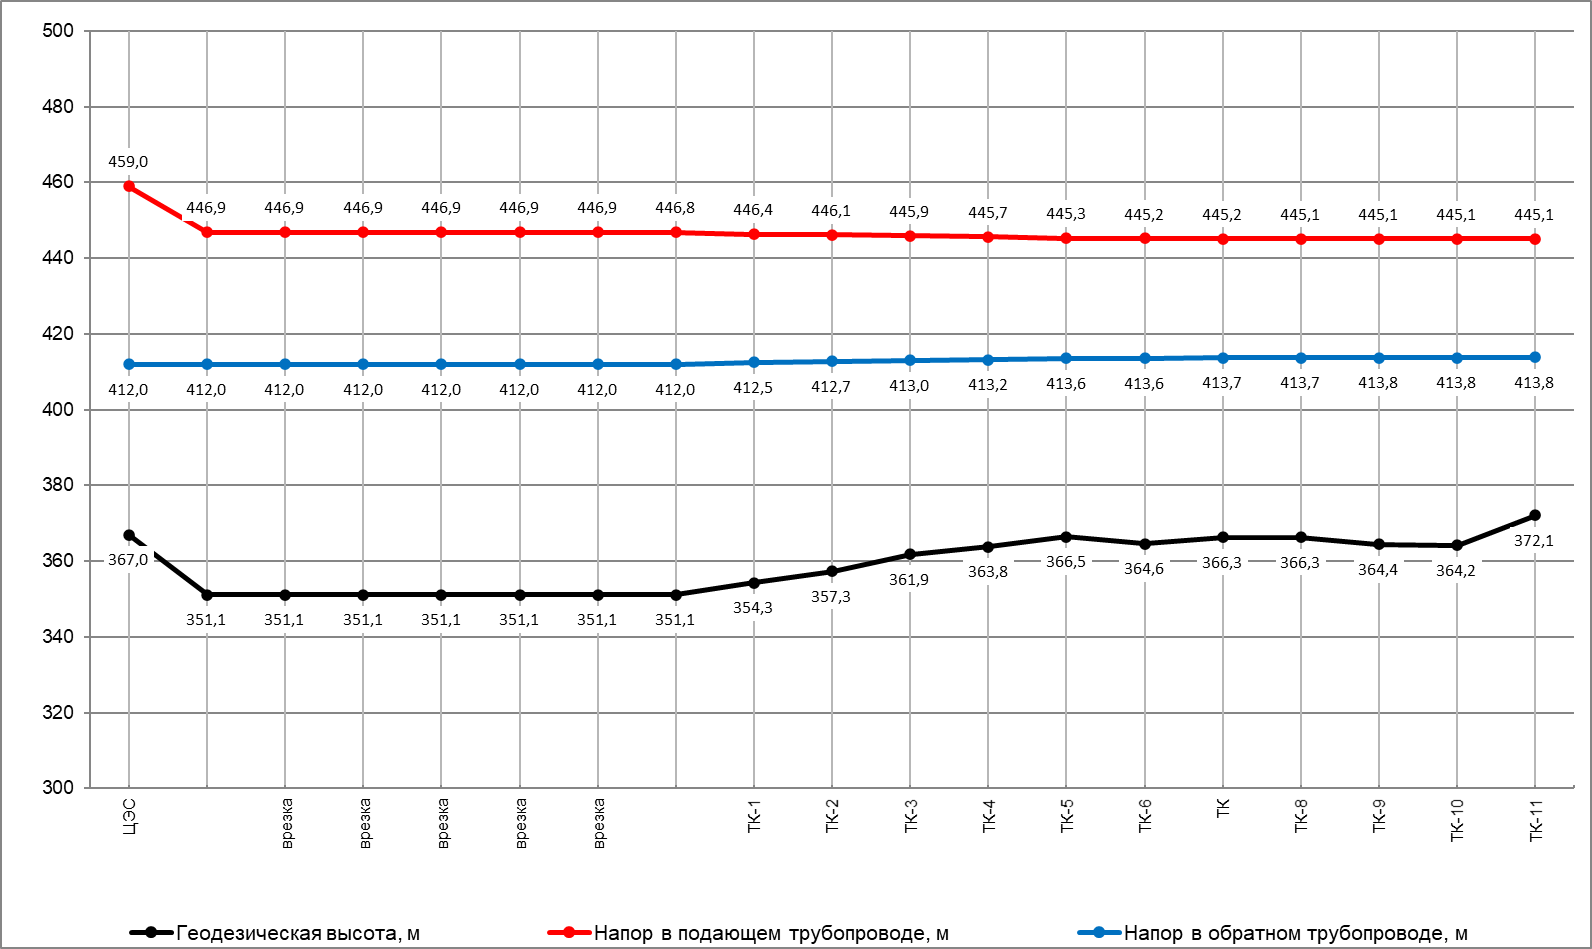 500
480
460
440
420
400
380
360
340
320
300
459,0 446,9 446,9 446,9 446,9 446,9 446,9 446,8 446,4 446,1 445,9 445,7 445,3 445,2 445,2 445,1 445,1 445,1 445,1
412,0 412,0 412,0 412,0 412,0 412,0 412,0 412,0 412,5 412,7 413,0 413,2 413,6 413,6 413,7 413,7 413,8 413,8 413,8
367,0 351,1 351,1 351,1 351,1 351,1 351,1 351,1 354,3 357,3 361,9 363,8 366,5 364,6 366,3 366,3 364,4 364,2 372,1
ЦЭС
врезка
врезка
врезка
врезка
врезка
ТК-1
ТК-2
ТК-3
ТК-4
ТК-5
ТК-6
ТК
ТК-8
ТК-9
ТК-10
ТК-11
Геодезическая высота, м
Напор в подающем трубопроводе, м
Напор в обратном трубопроводе, м